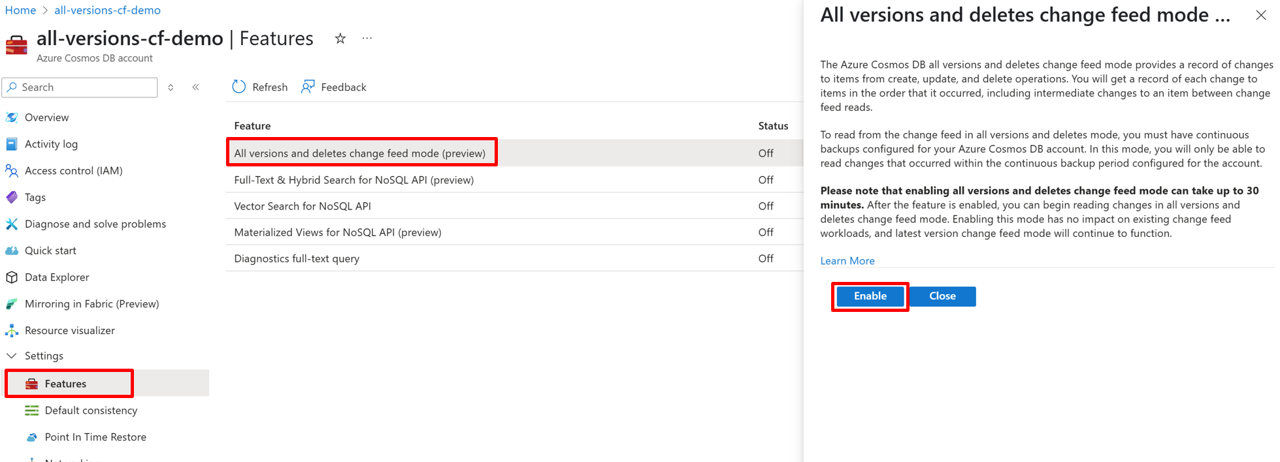 Home > all-versions-cf-demo
all-versions-cf-demo | Features
Azure Cosmos DB account
Search
Refresh
Feedback
Overview
Activity log
Access control (IAM)
Tags
Diagnose and solve problems
Quick start
Data Explorer
Mirroring in Fabric (Preview)
Resource visualizer
Settings
Features
Default consistency
Point In Time Restore
Feature Status
All versions and deletes change feed mode (preview) Off
Full-Text & Hybrid Search for NoSQL API (preview) Off
Vector Search for NoSQL API Off
Materialized Views for NoSQL API (preview) Off
Diagnostics full-text query Off
All versions and deletes change feed mode ...
The Azure Cosmos DB all versions and deletes change feed mode provides a record of changes
to items from create, update, and delete operations. You will get a record of each change to
items in the order that it occurred, including intermediate changes to an item between change
feed reads.
To read from the change feed in all versions and deletes mode, you must have continuous
backups configured for your Azure Cosmos DB account. In this mode, you will only be able to
read changes that occurred within the continuous backup period configured for the account.
Please note that enabling all versions and deletes change feed mode can take up to 30
minutes. After the feature is enabled, you can begin reading changes in all versions and
deletes change feed mode. Enabling this mode has no impact on existing change feed
workloads, and latest version change feed mode will continue to function.
Learn More
Enable
Close